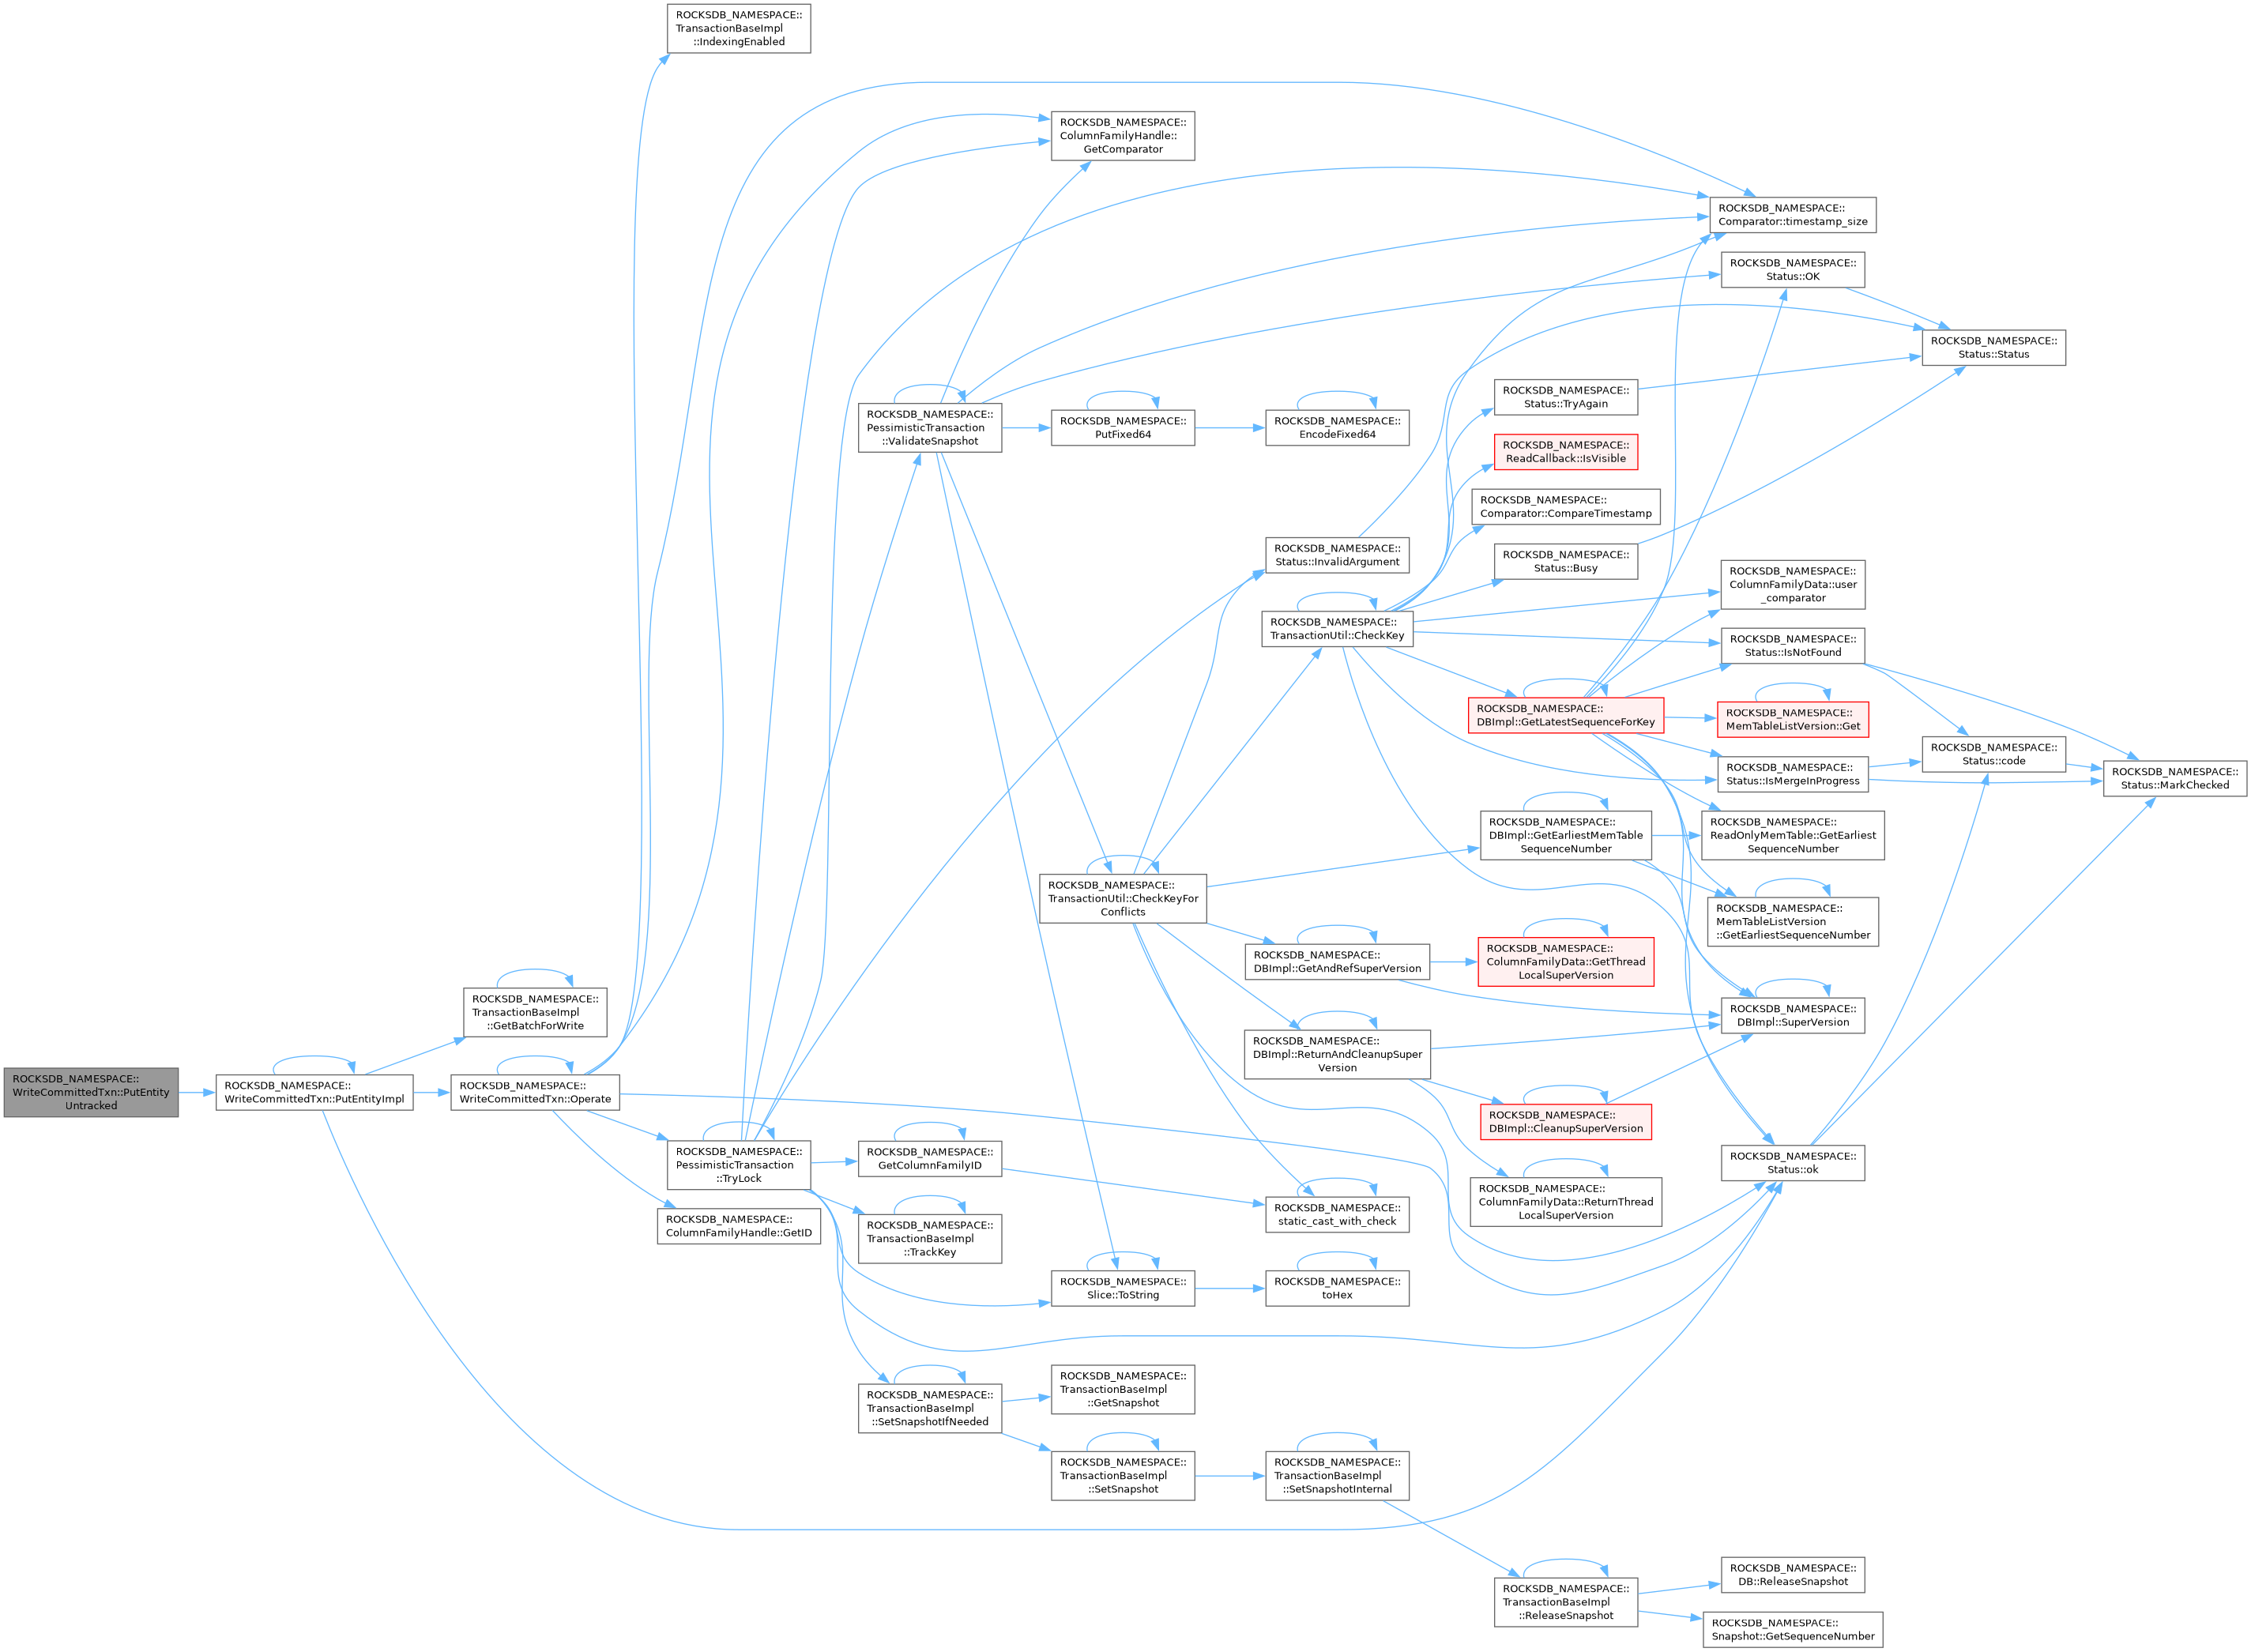 ROCKSDB_NAMESPACE::
WriteCommittedTxn::PutEntity
Untracked
ROCKSDB_NAMESPACE::
WriteCommittedTxn::PutEntityImpl
ROCKSDB_NAMESPACE::
TransactionBaseImpl
::GetBatchForWrite
ROCKSDB_NAMESPACE::
WriteCommittedTxn::Operate
ROCKSDB_NAMESPACE::
TransactionBaseImpl
::IndexingEnabled
ROCKSDB_NAMESPACE::
PessimisticTransaction
::TryLock
ROCKSDB_NAMESPACE::
ColumnFamilyHandle::GetID
ROCKSDB_NAMESPACE::
PessimisticTransaction
::ValidateSnapshot
ROCKSDB_NAMESPACE::
GetColumnFamilyID
ROCKSDB_NAMESPACE::
TransactionBaseImpl
::TrackKey
ROCKSDB_NAMESPACE::
TransactionBaseImpl
::SetSnapshotIfNeeded
ROCKSDB_NAMESPACE::
ColumnFamilyHandle::
GetComparator
ROCKSDB_NAMESPACE::
PutFixed64
ROCKSDB_NAMESPACE::
TransactionUtil::CheckKeyFor
Conflicts
ROCKSDB_NAMESPACE::
Slice::ToString
ROCKSDB_NAMESPACE::
TransactionBaseImpl
::GetSnapshot
ROCKSDB_NAMESPACE::
TransactionBaseImpl
::SetSnapshot
ROCKSDB_NAMESPACE::
EncodeFixed64
ROCKSDB_NAMESPACE::
Status::InvalidArgument
ROCKSDB_NAMESPACE::
TransactionUtil::CheckKey
ROCKSDB_NAMESPACE::
DBImpl::GetAndRefSuperVersion
ROCKSDB_NAMESPACE::
DBImpl::ReturnAndCleanupSuper
Version
ROCKSDB_NAMESPACE::
static_cast_with_check
ROCKSDB_NAMESPACE::
toHex
ROCKSDB_NAMESPACE::
TransactionBaseImpl
::SetSnapshotInternal
ROCKSDB_NAMESPACE::
Status::TryAgain
ROCKSDB_NAMESPACE::
ReadCallback::IsVisible
ROCKSDB_NAMESPACE::
Comparator::CompareTimestamp
ROCKSDB_NAMESPACE::
Status::Busy
ROCKSDB_NAMESPACE::
DBImpl::GetLatestSequenceForKey
ROCKSDB_NAMESPACE::
DBImpl::GetEarliestMemTable
SequenceNumber
ROCKSDB_NAMESPACE::
ColumnFamilyData::GetThread
LocalSuperVersion
ROCKSDB_NAMESPACE::
DBImpl::CleanupSuperVersion
ROCKSDB_NAMESPACE::
ColumnFamilyData::ReturnThread
LocalSuperVersion
ROCKSDB_NAMESPACE::
TransactionBaseImpl
::ReleaseSnapshot
ROCKSDB_NAMESPACE::
Comparator::timestamp_size
ROCKSDB_NAMESPACE::
Status::OK
ROCKSDB_NAMESPACE::
ColumnFamilyData::user
_comparator
ROCKSDB_NAMESPACE::
Status::IsNotFound
ROCKSDB_NAMESPACE::
MemTableListVersion::Get
ROCKSDB_NAMESPACE::
Status::IsMergeInProgress
ROCKSDB_NAMESPACE::
ReadOnlyMemTable::GetEarliest
SequenceNumber
ROCKSDB_NAMESPACE::
MemTableListVersion
::GetEarliestSequenceNumber
ROCKSDB_NAMESPACE::
DBImpl::SuperVersion
ROCKSDB_NAMESPACE::
Status::ok
ROCKSDB_NAMESPACE::
DB::ReleaseSnapshot
ROCKSDB_NAMESPACE::
Snapshot::GetSequenceNumber
ROCKSDB_NAMESPACE::
Status::Status
ROCKSDB_NAMESPACE::
Status::code
ROCKSDB_NAMESPACE::
Status::MarkChecked